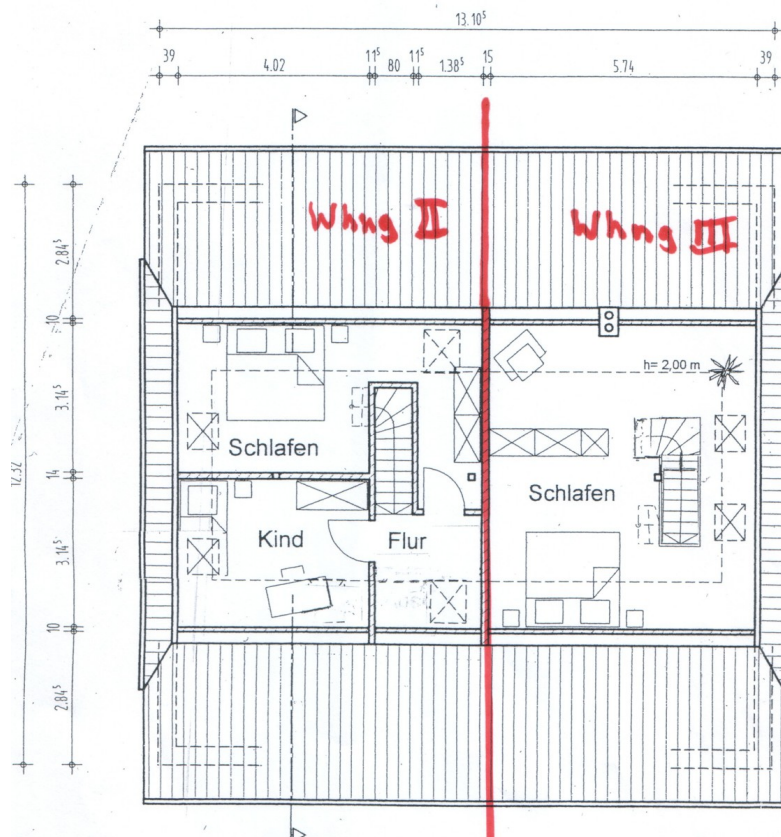 13.10⁵
39 4.02 11⁵ 80 11⁵ 1.38⁵ 15 5.74 39
Whng II Whng III
2.84⁵
10
h= 2,00 m
3.14⁵
Schlafen
12.32
14
Schlafen
Kind Flur
3.14⁵
10
2.84⁵